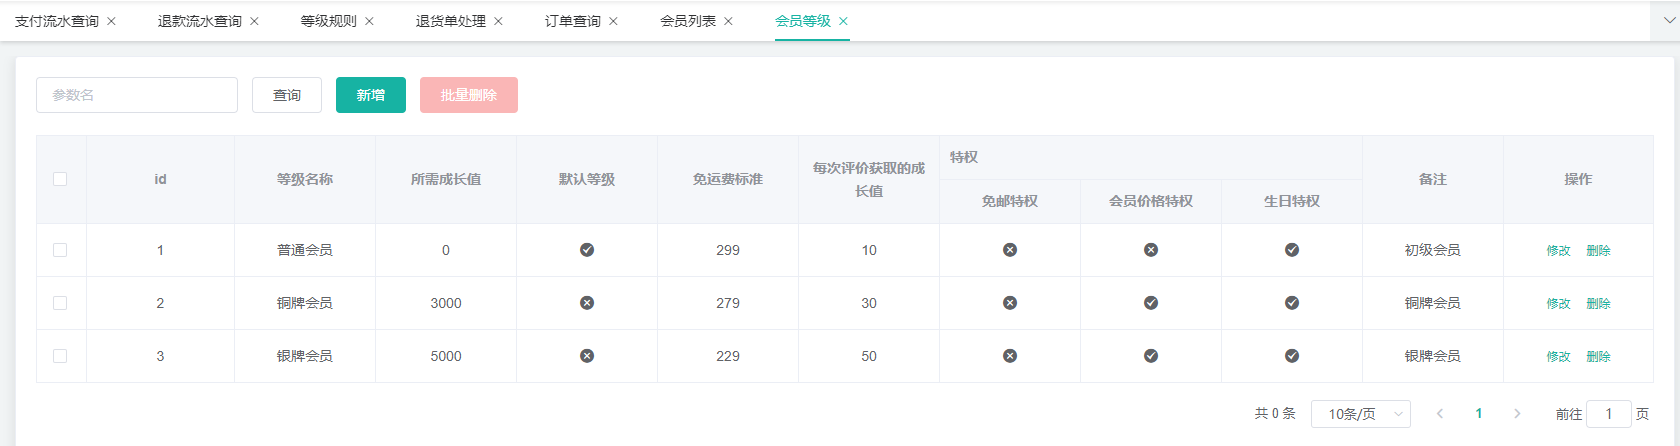 支付流水查询 退款流水查询 等级规则 退货单处理 订单查询 会员列表 会员等级
参数名 查询 新增 批量删除
id 等级名称 所需成长值 默认等级 免运费标准 每次评价获取的成长值 特权 备注 操作
免邮特权 会员价格特权 生日特权
1 普通会员 0 299 10 初级会员 修改 删除
2 铜牌会员 3000 279 30 铜牌会员 修改 删除
3 银牌会员 5000 229 50 银牌会员 修改 删除
共 0 条 10条/页 1 前往 1 页